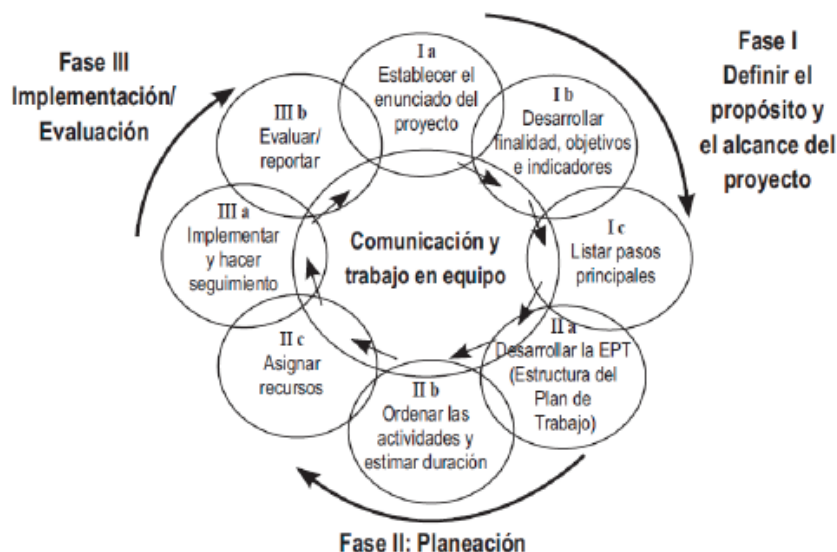 Fase I
Definir el
propósito y
el alcance del
proyecto
I a
Establecer el
enunciado del
proyecto
I b
Desarrollar
finalidad, objetivos
e indicadores
I c
Listar pasos
principales
II a
Desarrollar la EPT
(Estructura del
Plan de
Trabajo)
II b
Ordenar las
actividades y
estimar duración
II c
Asignar
recursos
Fase II: Planeación
Fase III
Implementación/
Evaluación
III a
Implementar
y hacer
seguimiento
III b
Evaluar/
reportar
Comunicación y
trabajo en equipo